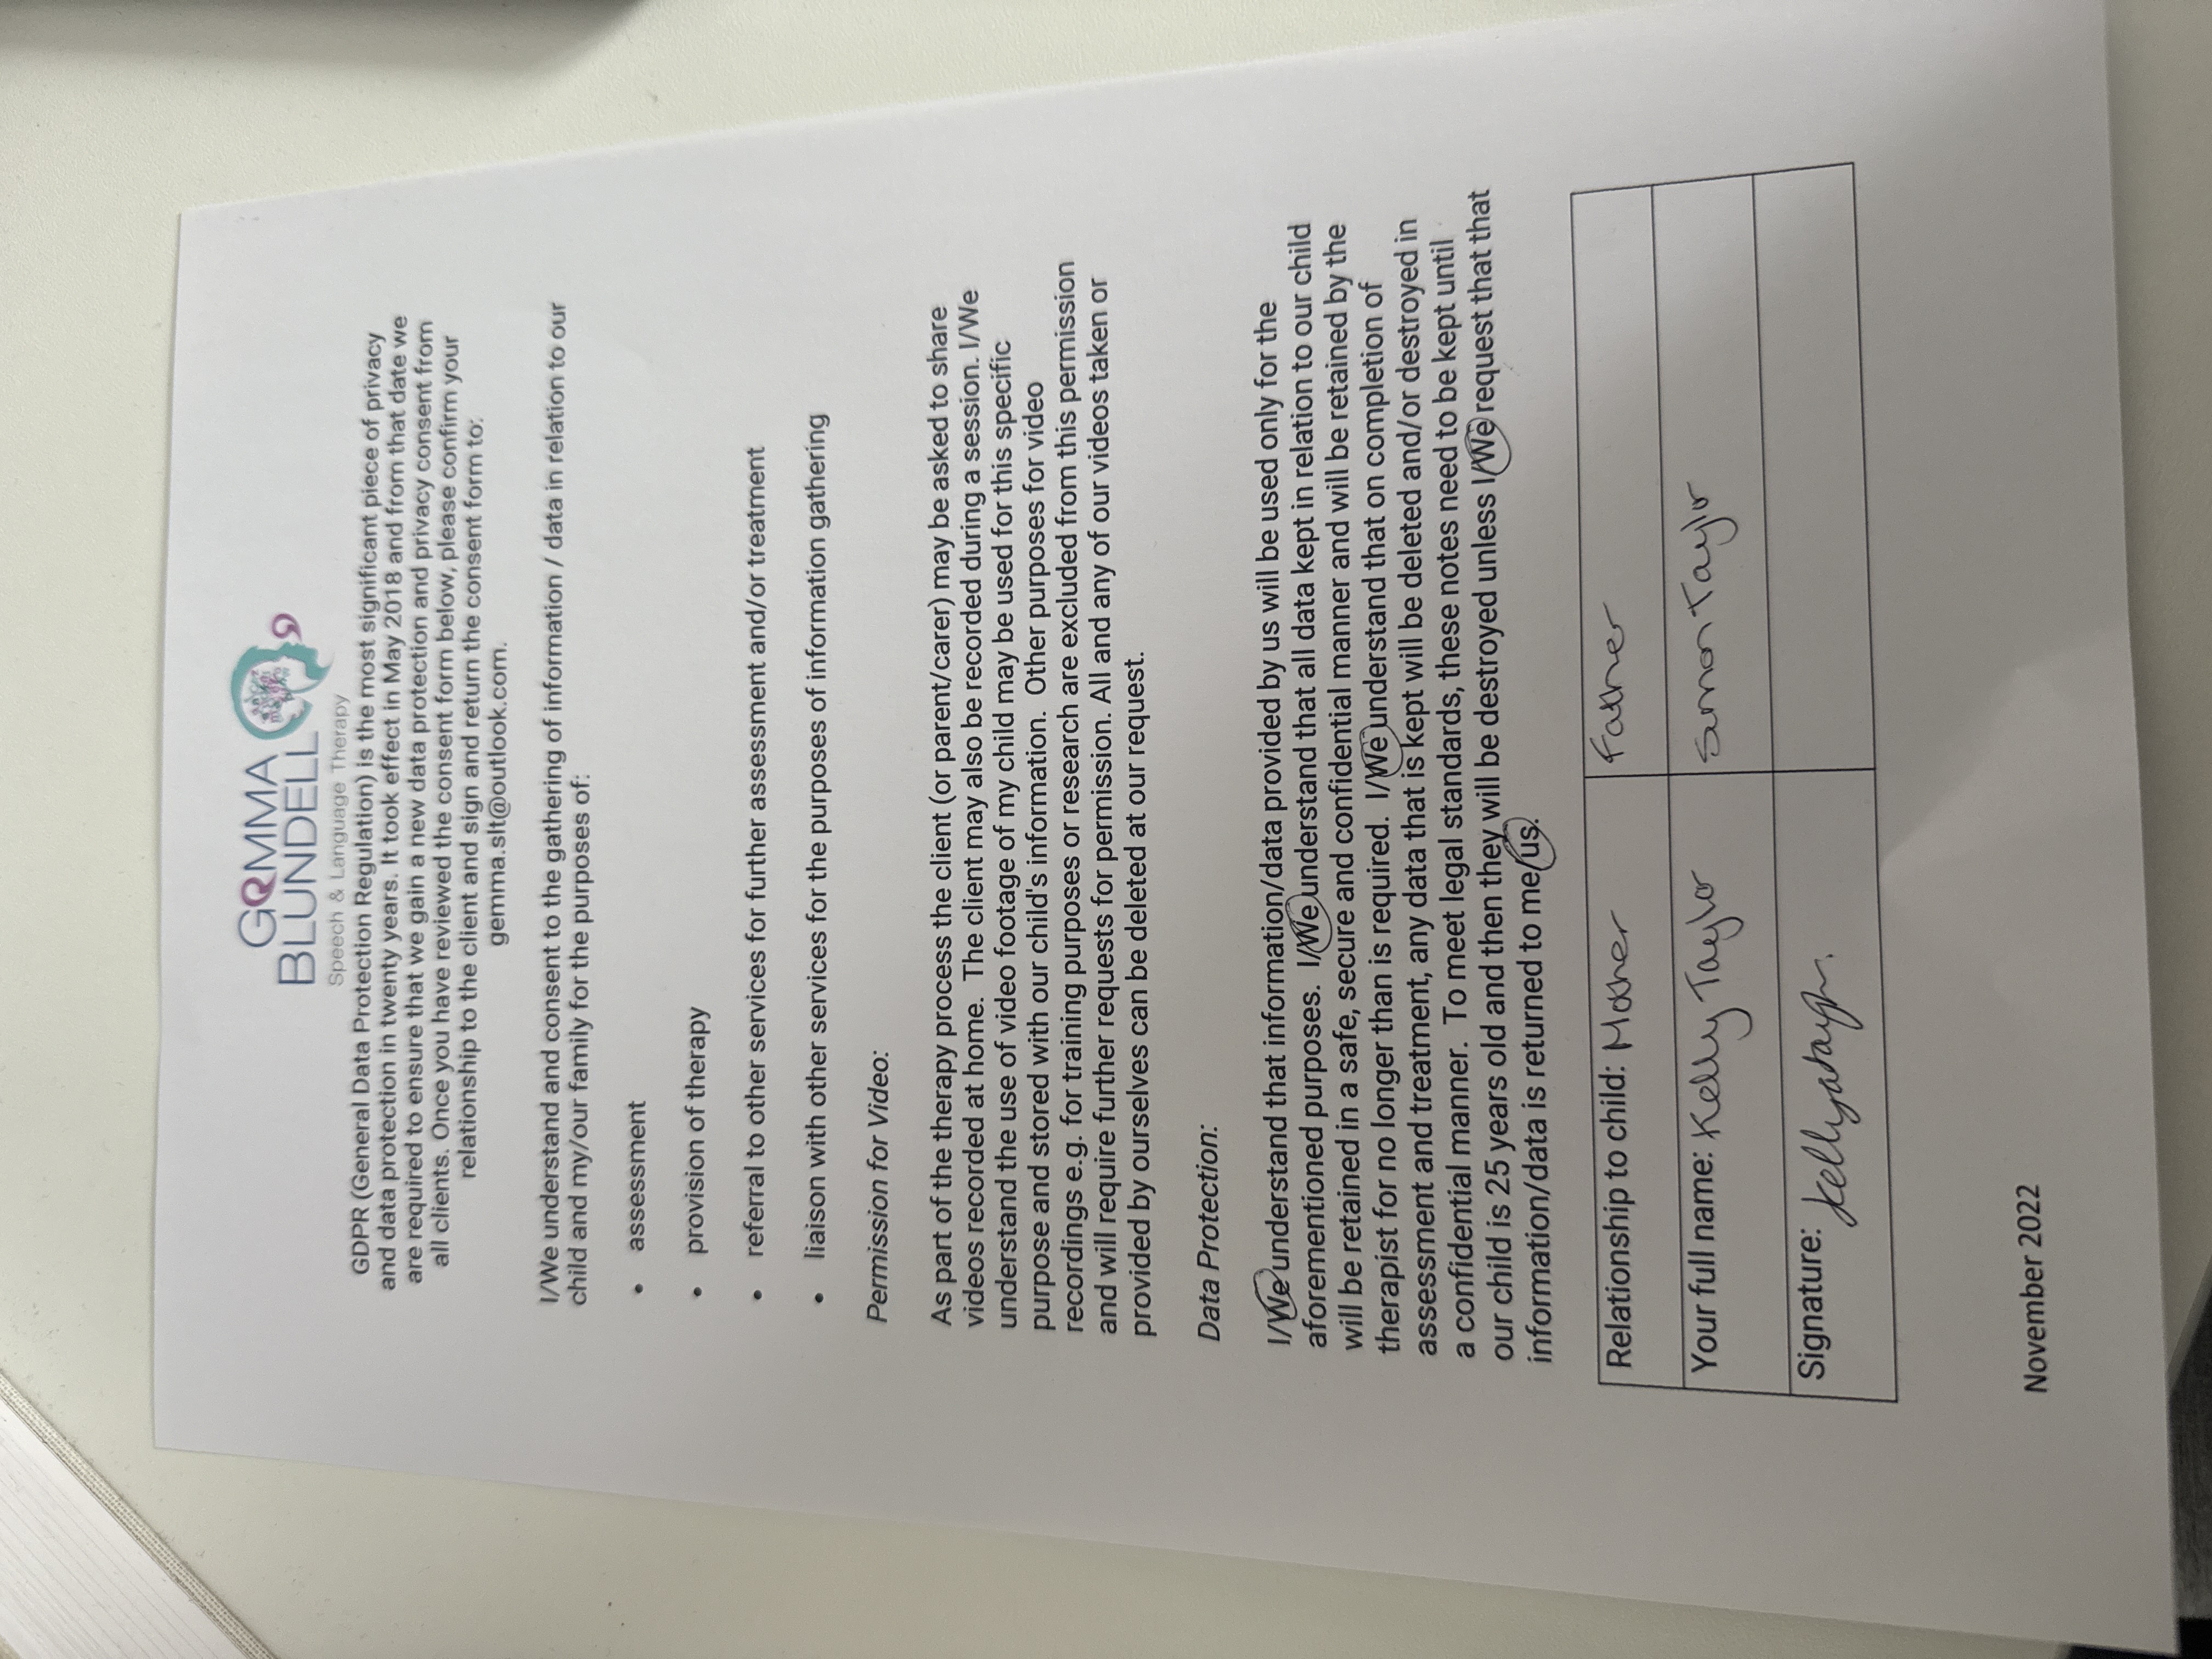 GEMMA
BLUNDELL
Speech & Language Therapy
GDPR (General Data Protection Regulation) is the most significant piece of privacy
and data protection in twenty years. It took effect in May 2018 and from that date we
are required to ensure that we gain a new data protection and privacy consent from
all clients. Once you have reviewed the consent form below, please confirm your
relationship to the client and sign and return the consent form to:
gemma.slt@outlook.com.
I/We understand and consent to the gathering of information / data in relation to our
child and my/our family for the purposes of:
• assessment
• provision of therapy
• referral to other services for further assessment and/or treatment
• liaison with other services for the purposes of information gathering
Permission for Video:
As part of the therapy process the client (or parent/carer) may be asked to share
videos recorded at home. The client may also be recorded during a session. I/We
understand the use of video footage of my child may be used for this specific
purpose and stored with our child's information. Other purposes for video
recordings e.g. for training purposes or research are excluded from this permission
and will require further requests for permission. All and any of our videos taken or
provided by ourselves can be deleted at our request.
Data Protection:
I/We understand that information/data provided by us will be used only for the
aforementioned purposes. I/We understand that all data kept in relation to our child
will be retained in a safe, secure and confidential manner and will be retained by the
therapist for no longer than is required. I/We understand that on completion of
assessment and treatment, any data that is kept will be deleted and/or destroyed in
a confidential manner. To meet legal standards, these notes need to be kept until
our child is 25 years old and then they will be destroyed unless I/We request that that
information/data is returned to me/us.
Relationship to child: Mother Father
Your full name: Kelly Taylor Simon Taylor
Signature:
November 2022